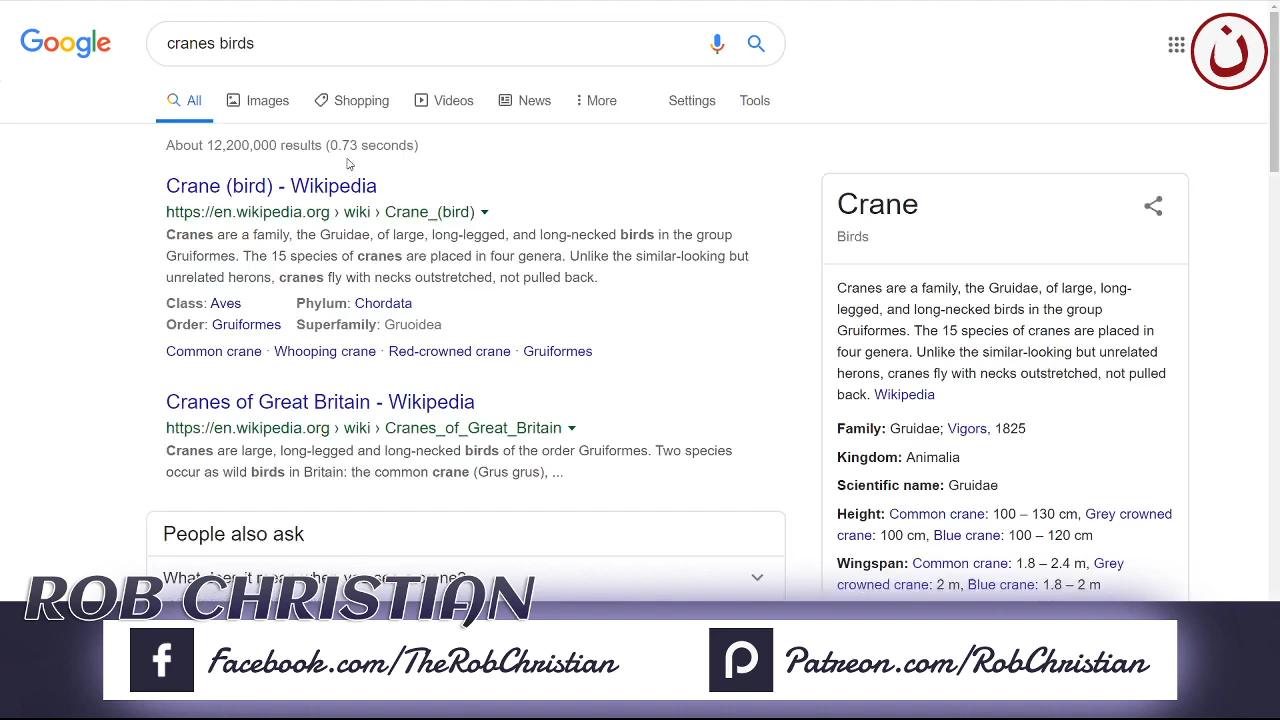 Google
cranes birds
ن
All Images Shopping Videos News More Settings Tools
About 12,200,000 results (0.73 seconds)
Crane (bird) - Wikipedia
https://en.wikipedia.org › wiki › Crane_(bird)
Cranes are a family, the Gruidae, of large, long-legged, and long-necked birds in the group
Gruiformes. The 15 species of cranes are placed in four genera. Unlike the similar-looking but
unrelated herons, cranes fly with necks outstretched, not pulled back.
Class: Aves Phylum: Chordata
Order: Gruiformes Superfamily: Gruoidea
Common crane · Whooping crane · Red-crowned crane · Gruiformes
Cranes of Great Britain - Wikipedia
https://en.wikipedia.org › wiki › Cranes_of_Great_Britain
Cranes are large, long-legged and long-necked birds of the order Gruiformes. Two species
occur as wild birds in Britain: the common crane (Grus grus), ...
People also ask
What does it mean when you see a crane?
Crane
Birds
Cranes are a family, the Gruidae, of large, long-
legged, and long-necked birds in the group
Gruiformes. The 15 species of cranes are placed in
four genera. Unlike the similar-looking but unrelated
herons, cranes fly with necks outstretched, not pulled
back. Wikipedia
Family: Gruidae; Vigors, 1825
Kingdom: Animalia
Scientific name: Gruidae
Height: Common crane: 100 – 130 cm, Grey crowned
crane: 100 cm, Blue crane: 100 – 120 cm
Wingspan: Common crane: 1.8 – 2.4 m, Grey
crowned crane: 2 m, Blue crane: 1.8 – 2 m
ROB CHRISTIAN
f Facebook.com/TheRobChristian
Patreon.com/RobChristian